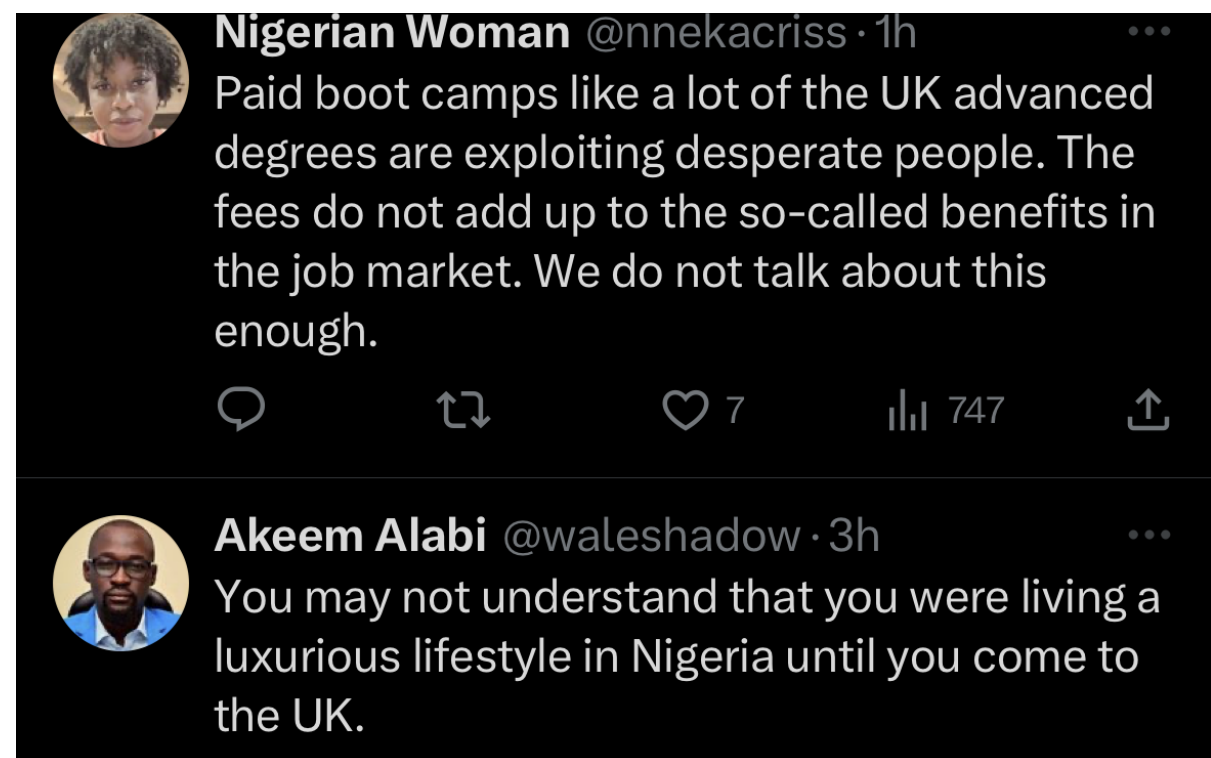 Nigerian Woman @nnekacriss · 1h
Paid boot camps like a lot of the UK advanced
degrees are exploiting desperate people. The
fees do not add up to the so-called benefits in
the job market. We do not talk about this
enough.
7 747
Akeem Alabi @waleshadow · 3h
You may not understand that you were living a
luxurious lifestyle in Nigeria until you come to
the UK.